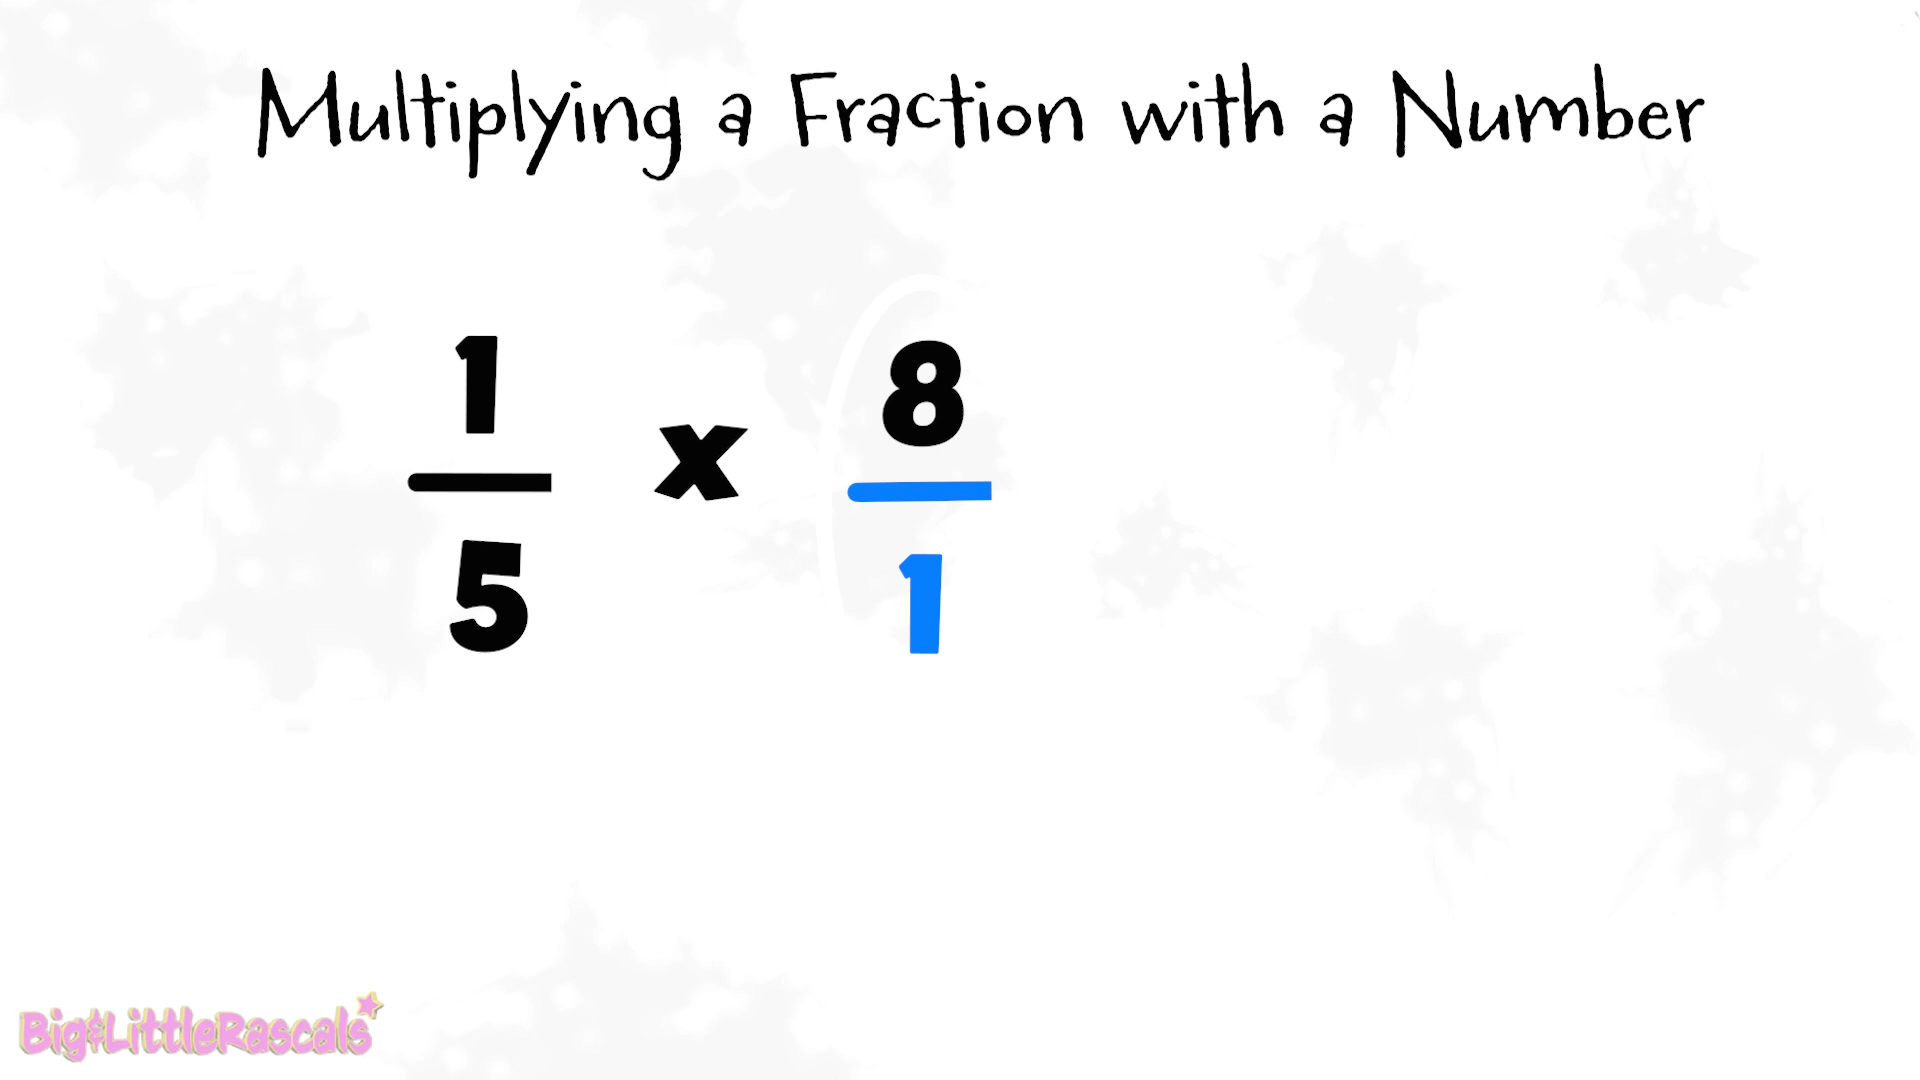 Multiplying a Fraction with a Number
1 x 8
5 1
Big&LittleRascals